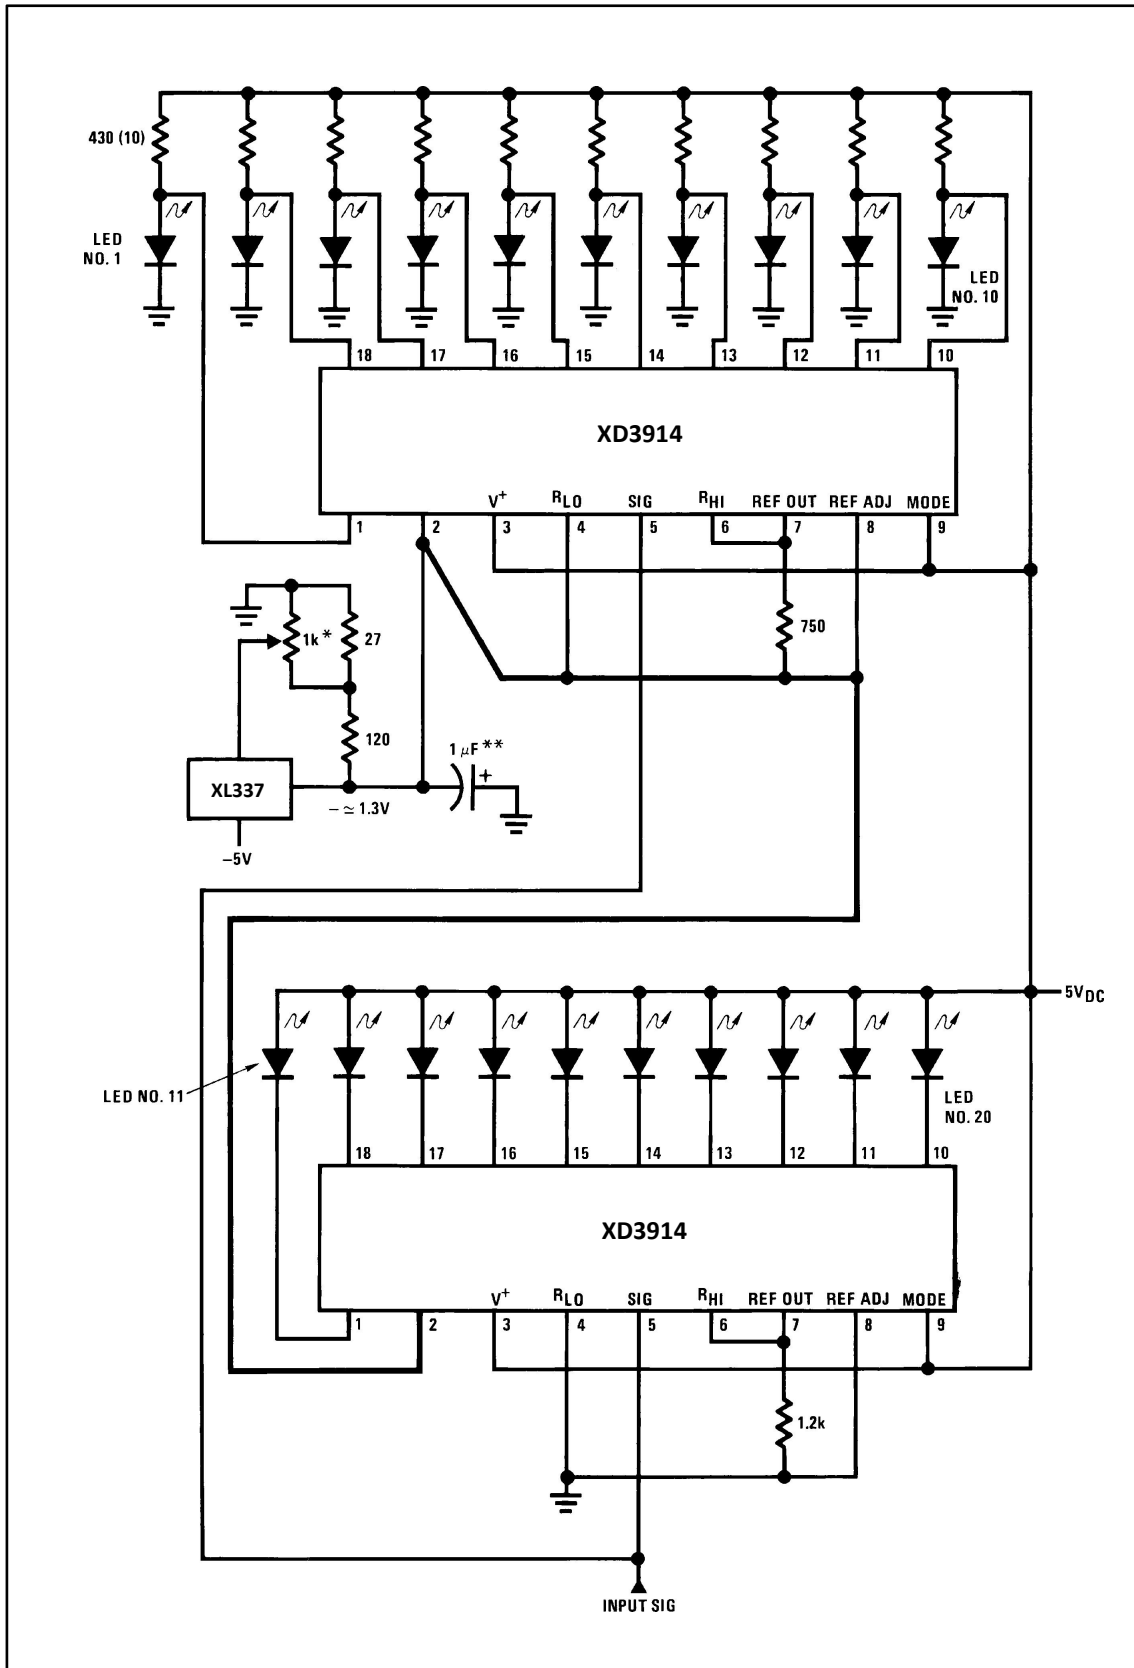 430 (10)
LED
NO. 1
LED
NO. 10
18 17 16 15 14 13 12 11 10
XD3914
V+ RLO SIG RHI REF OUT REF ADJ MODE
1 2 3 4 5 6 7 8 9
1k* 27
750
120
1 μF**
+
XL337
− ≃ 1.3V
−5V
5VDC
LED NO. 11
LED
NO. 20
18 17 16 15 14 13 12 11 10
XD3914
V+ RLO SIG RHI REF OUT REF ADJ MODE
1 2 3 4 5 6 7 8 9
1.2k
INPUT SIG